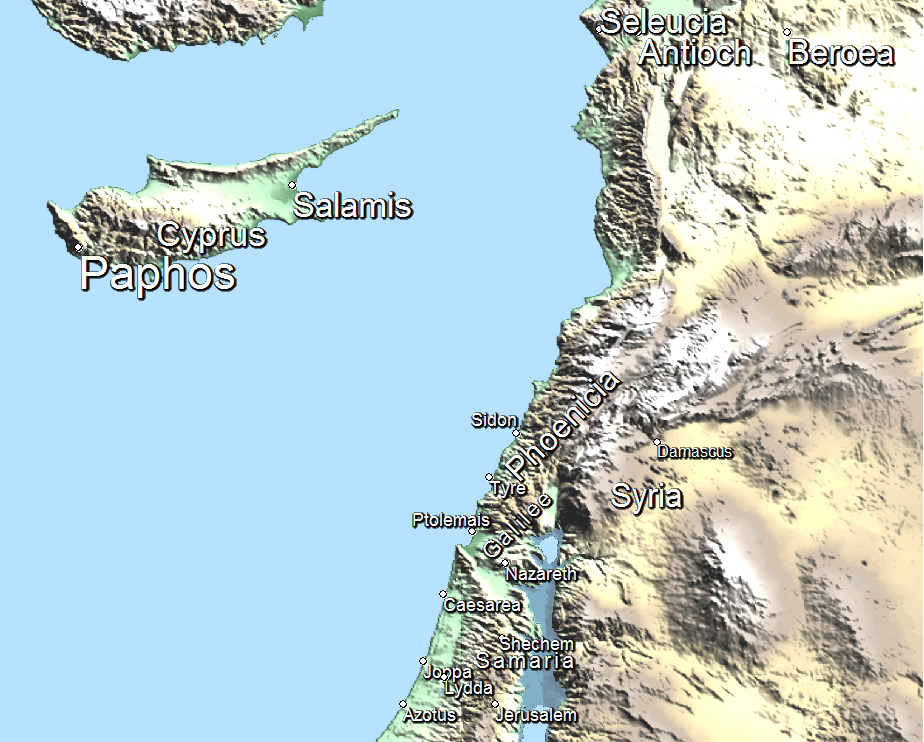 Seleucia
Antioch
Beroea
Salamis
Cyprus
Paphos
Phoenicia
Sidon
Damascus
Tyre
Syria
Galilee
Ptolemais
Nazareth
Caesarea
Shechem
Samaria
Joppa
Lydda
Azotus
Jerusalem